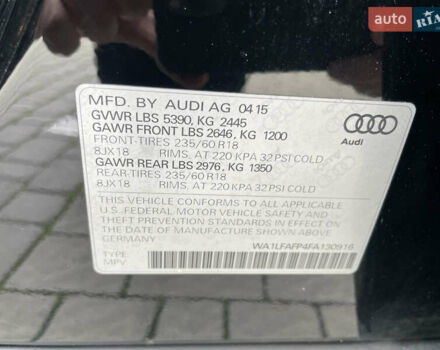 auto RIA
MFD. BY AUDI AG 04 15
GVWR LBS 5390, KG 2445
GAWR FRONT LBS 2646, KG 1200
FRONT-TIRES 235/60 R18
8JX18 RIMS, AT 220 KPA 32 PSI COLD
GAWR REAR LBS 2976, KG 1350
REAR-TIRES 235/60 R18
8JX18 RIMS, AT 220 KPA 32 PSI COLD
Audi
THIS VEHICLE CONFORMS TO ALL APPLICABLE
U.S. FEDERAL MOTOR VEHICLE SAFETY AND
THEFT PREVENTION STANDARDS IN EFFECT ON
THE DATE OF MANUFACTURE SHOWN ABOVE
GERMANY
WA1LFAFP4FA130916
TYPE:
MPV